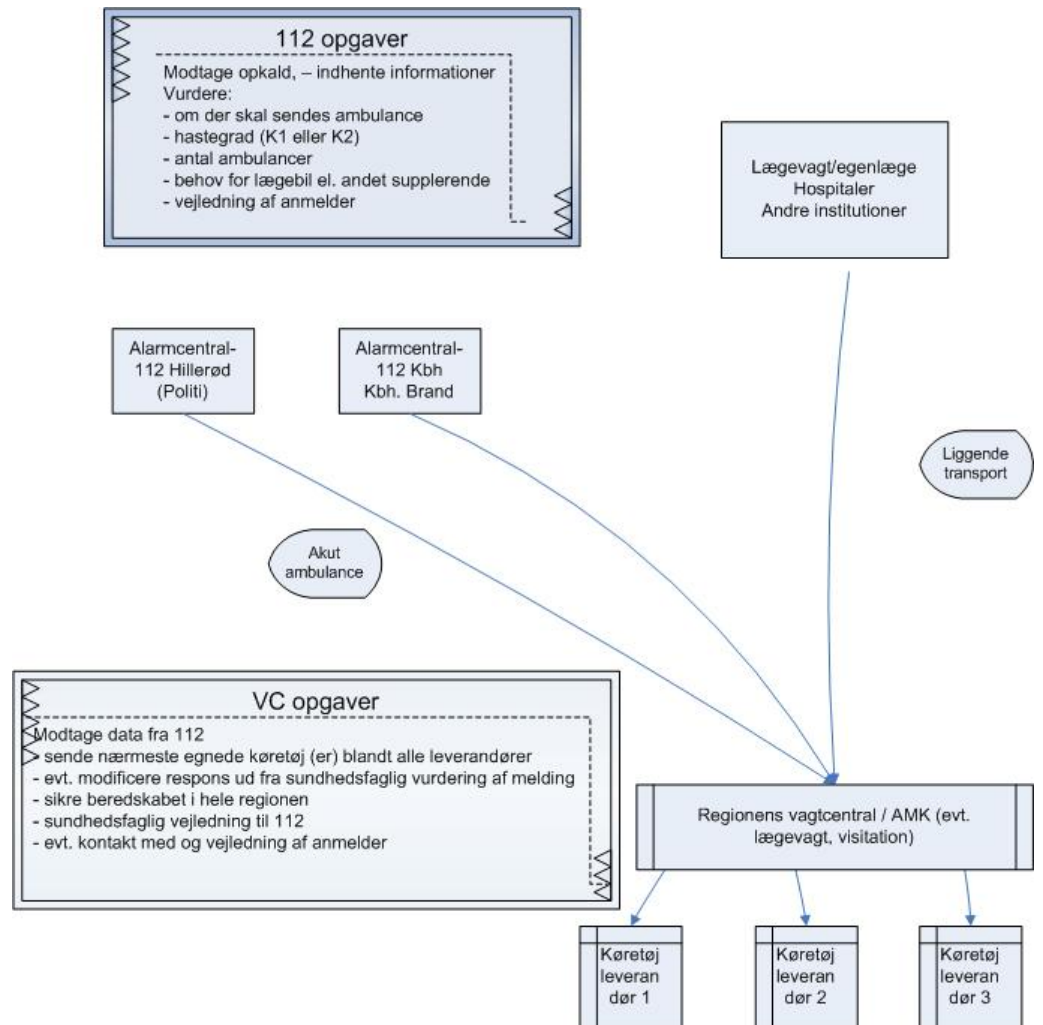 112 opgaver
Modtage opkald, – indhente informationer
Vurdere:
- om der skal sendes ambulance
- hastegrad (K1 eller K2)
- antal ambulancer
- behov for lægebil el. andet supplerende
- vejledning af anmelder
Lægevagt/egenlæge
Hospitaler
Andre institutioner
Alarmcentral-
112 Hillerød
(Politi)
Alarmcentral-
112 Kbh
Kbh. Brand
Liggende
transport
Akut
ambulance
VC opgaver
Modtage data fra 112
- sende nærmeste egnede køretøj (er) blandt alle leverandører
- evt. modificere respons ud fra sundhedsfaglig vurdering af melding
- sikre beredskabet i hele regionen
- sundhedsfaglig vejledning til 112
- evt. kontakt med og vejledning af anmelder
Regionens vagtcentral / AMK (evt.
lægevagt, visitation)
Køretøj
leveran
dør 1
Køretøj
leveran
dør 2
Køretøj
leveran
dør 3